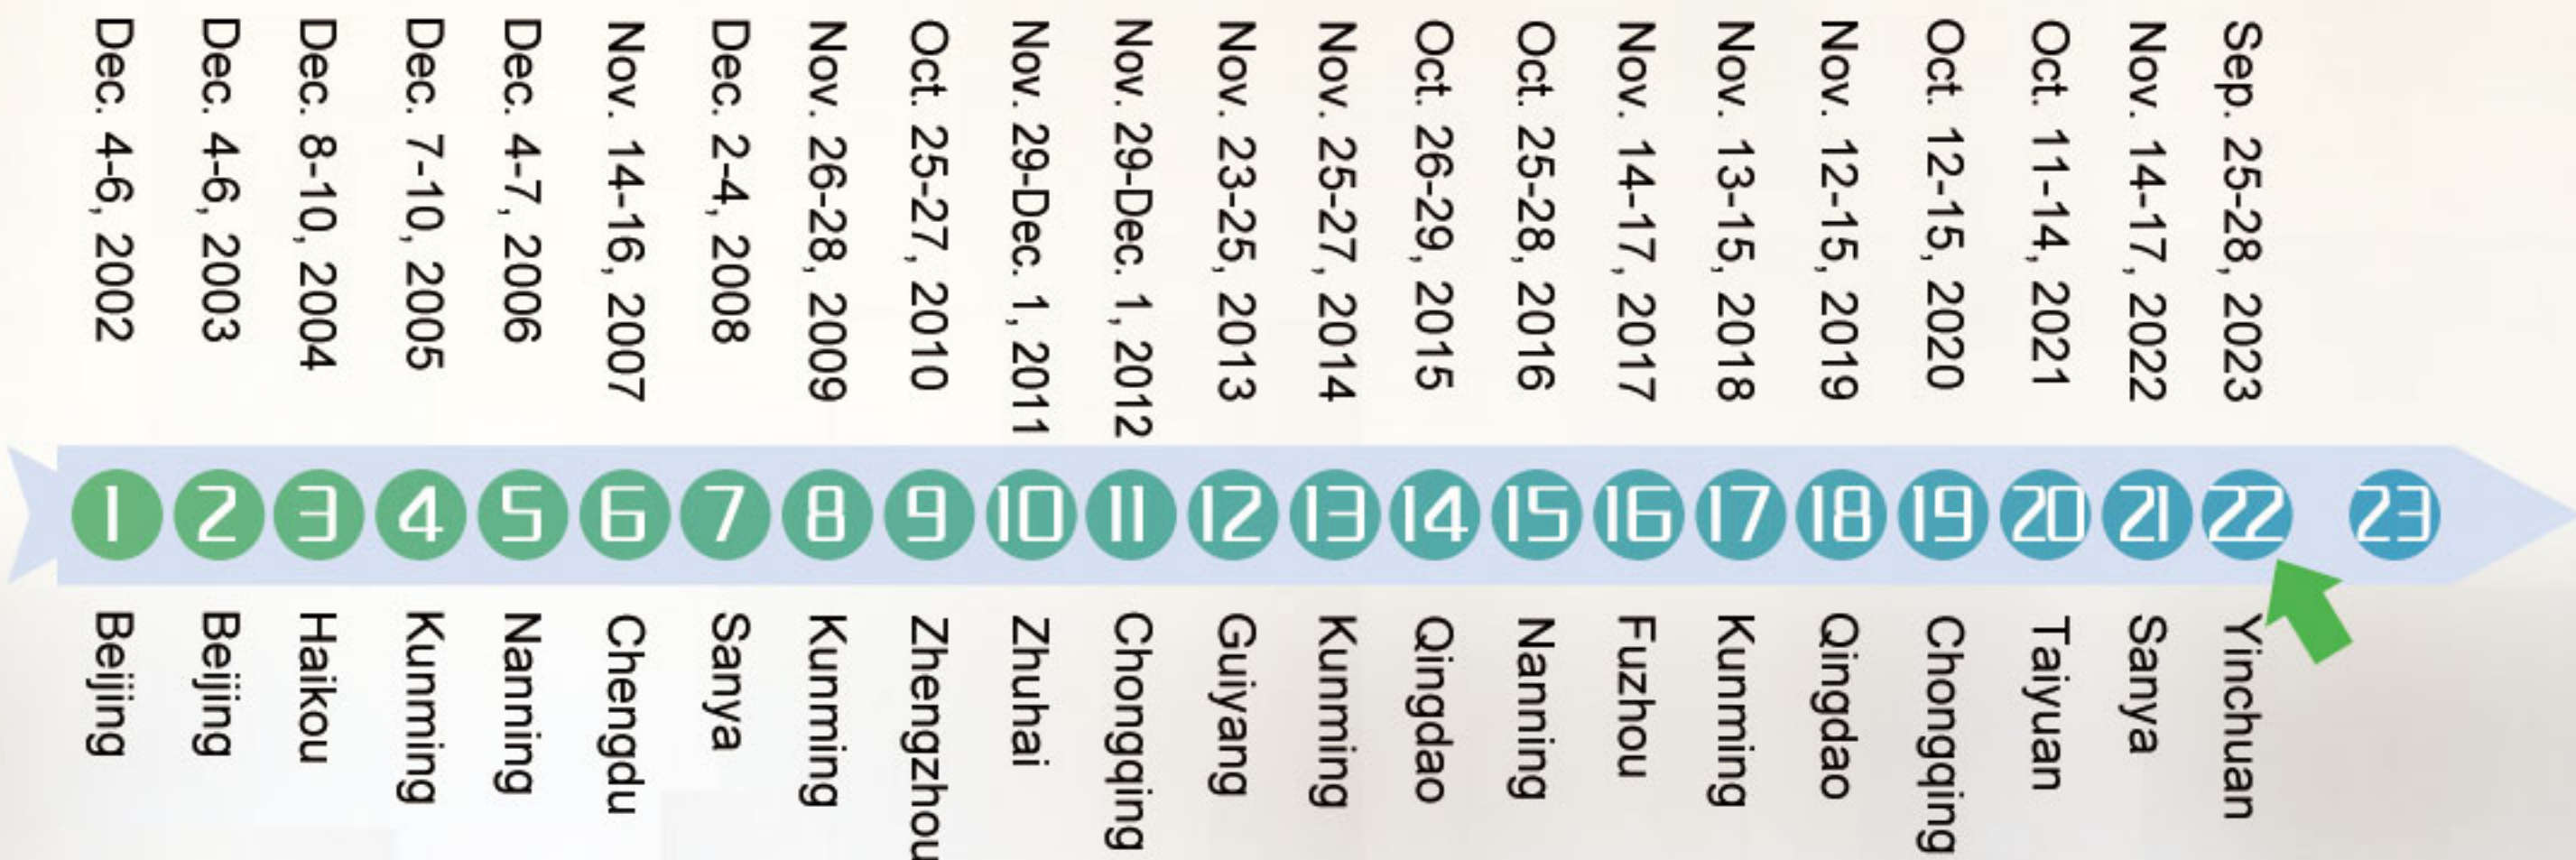 Dec. 4-6, 2002
Dec. 4-6, 2003
Dec. 8-10, 2004
Dec. 7-10, 2005
Dec. 4-7, 2006
Nov. 14-16, 2007
Dec. 2-4, 2008
Nov. 26-28, 2009
Oct. 25-27, 2010
Nov. 29-Dec. 1, 2011
Nov. 29-Dec. 1, 2012
Nov. 23-25, 2013
Nov. 25-27, 2014
Oct. 26-29, 2015
Oct. 25-28, 2016
Nov. 14-17, 2017
Nov. 13-15, 2018
Nov. 12-15, 2019
Oct. 12-15, 2020
Oct. 11-14, 2021
Nov. 14-17, 2022
Sep. 25-28, 2023
1 2 3 4 5 6 7 8 9 10 11 12 13 14 15 16 17 18 19 20 21 22 23
Beijing
Beijing
Haikou
Kunming
Nanning
Chengdu
Sanya
Kunming
Zhengzhou
Zhuhai
Chongqing
Guiyang
Kunming
Qingdao
Nanning
Fuzhou
Kunming
Qingdao
Chongqing
Taiyuan
Sanya
Yinchuan